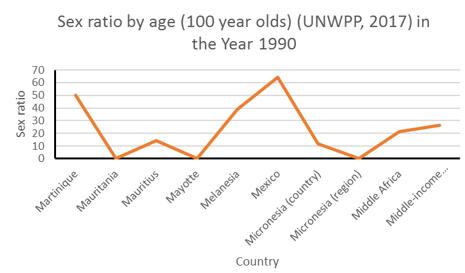 Sex ratio by age (100 year olds) (UNWPP, 2017) in
the Year 1990
70
60
50
40
30
20
10
0
Sex ratio
Martinique
Mauritania
Mauritius
Mayotte
Melanesia
Mexico
Micronesia (country)
Micronesia (region)
Middle Africa
Middle-income…
Country